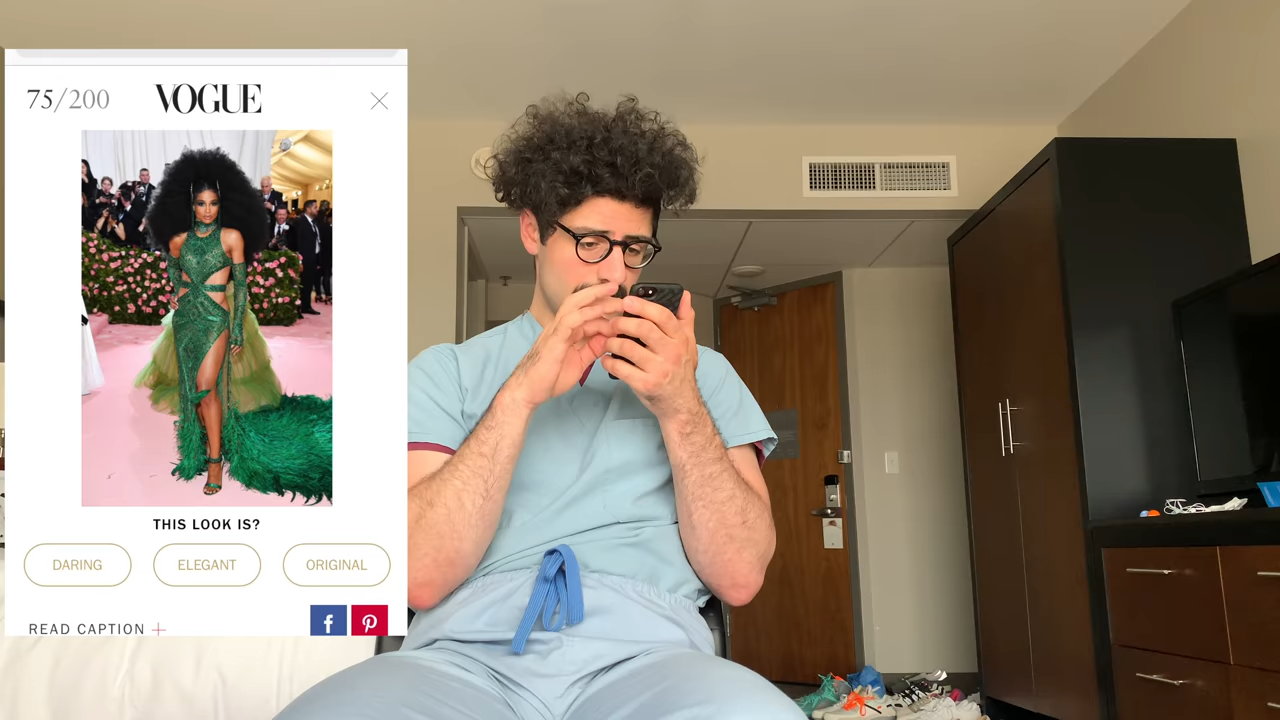 75/200
VOGUE
THIS LOOK IS?
DARING
ELEGANT
ORIGINAL
READ CAPTION +